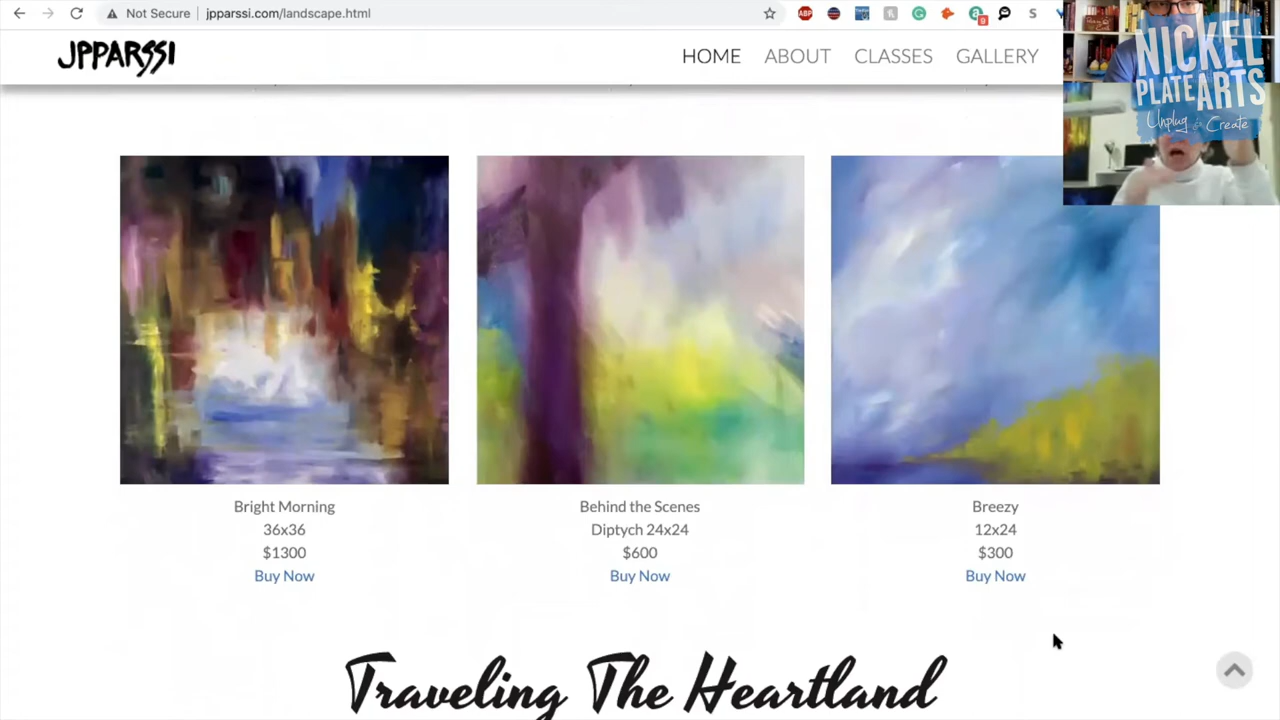 Not Secure
jpparssi.com/landscape.html
ABP
9
S
JPPARSSI
HOME
ABOUT
CLASSES
GALLERY
NICKEL
PLATE ARTS
Unplug & Create
Bright Morning
36x36
$1300
Buy Now
Behind the Scenes
Diptych 24x24
$600
Buy Now
Breezy
12x24
$300
Buy Now
Traveling The Heartland